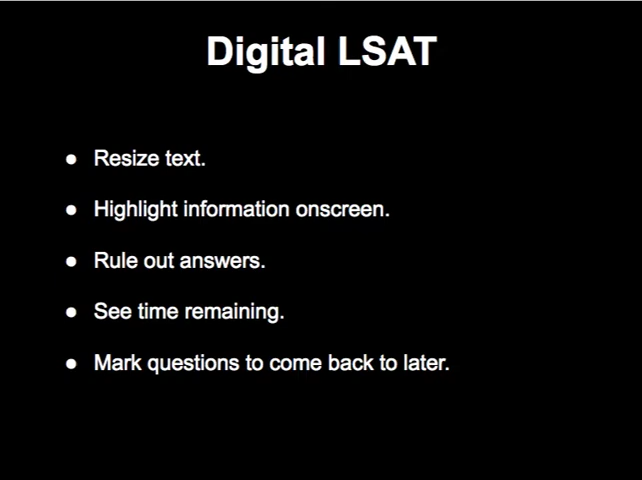 Digital LSAT
● Resize text.
● Highlight information onscreen.
● Rule out answers.
● See time remaining.
● Mark questions to come back to later.